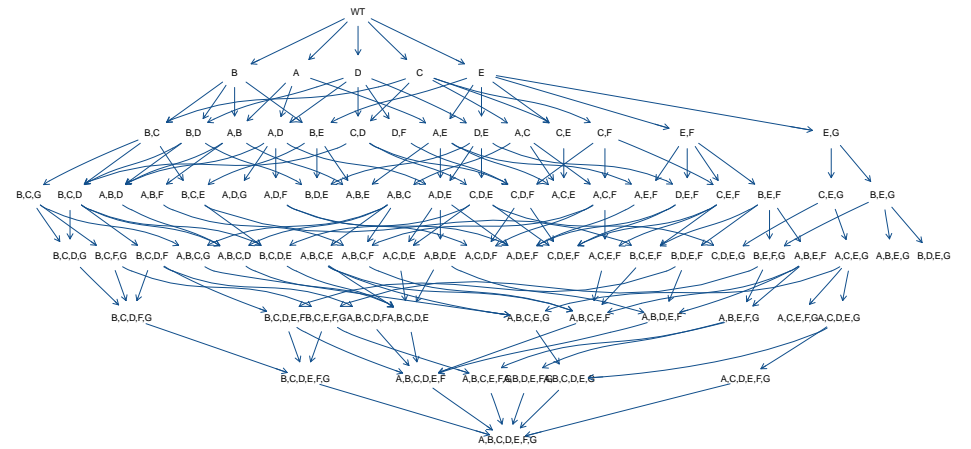 WT
B A D C E
B,C B,D A,B A,D B,E C,D D,F A,E D,E A,C C,E C,F E,F E,G
B,C,G B,C,D A,B,D A,B,F B,C,E A,D,G A,D,F B,D,E A,B,E A,B,C A,D,E C,D,E C,D,F A,C,E A,C,F A,E,F D,E,F C,E,F B,E,F C,E,G B,E,G
B,C,D,G B,C,F,G B,C,D,F A,B,C,G A,B,C,D B,C,D,E A,B,C,E A,B,C,F A,C,D,E A,B,D,E A,C,D,F A,D,E,F C,D,E,F A,C,E,F B,C,E,F B,D,E,F C,D,E,G B,E,F,G A,B,E,F A,C,E,G A,B,E,G B,D,E,G
B,C,D,F,G B,C,D,E,F B,C,E,F,G A,B,C,D,F A,B,C,D,E A,B,C,E,G A,B,C,E,F A,B,D,E,F A,B,E,F,G A,C,E,F,G A,C,D,E,G
B,C,D,E,F,G A,B,C,D,E,F A,B,C,E,F,G A,B,D,E,F,G A,B,C,D,E,G A,C,D,E,F,G
A,B,C,D,E,F,G